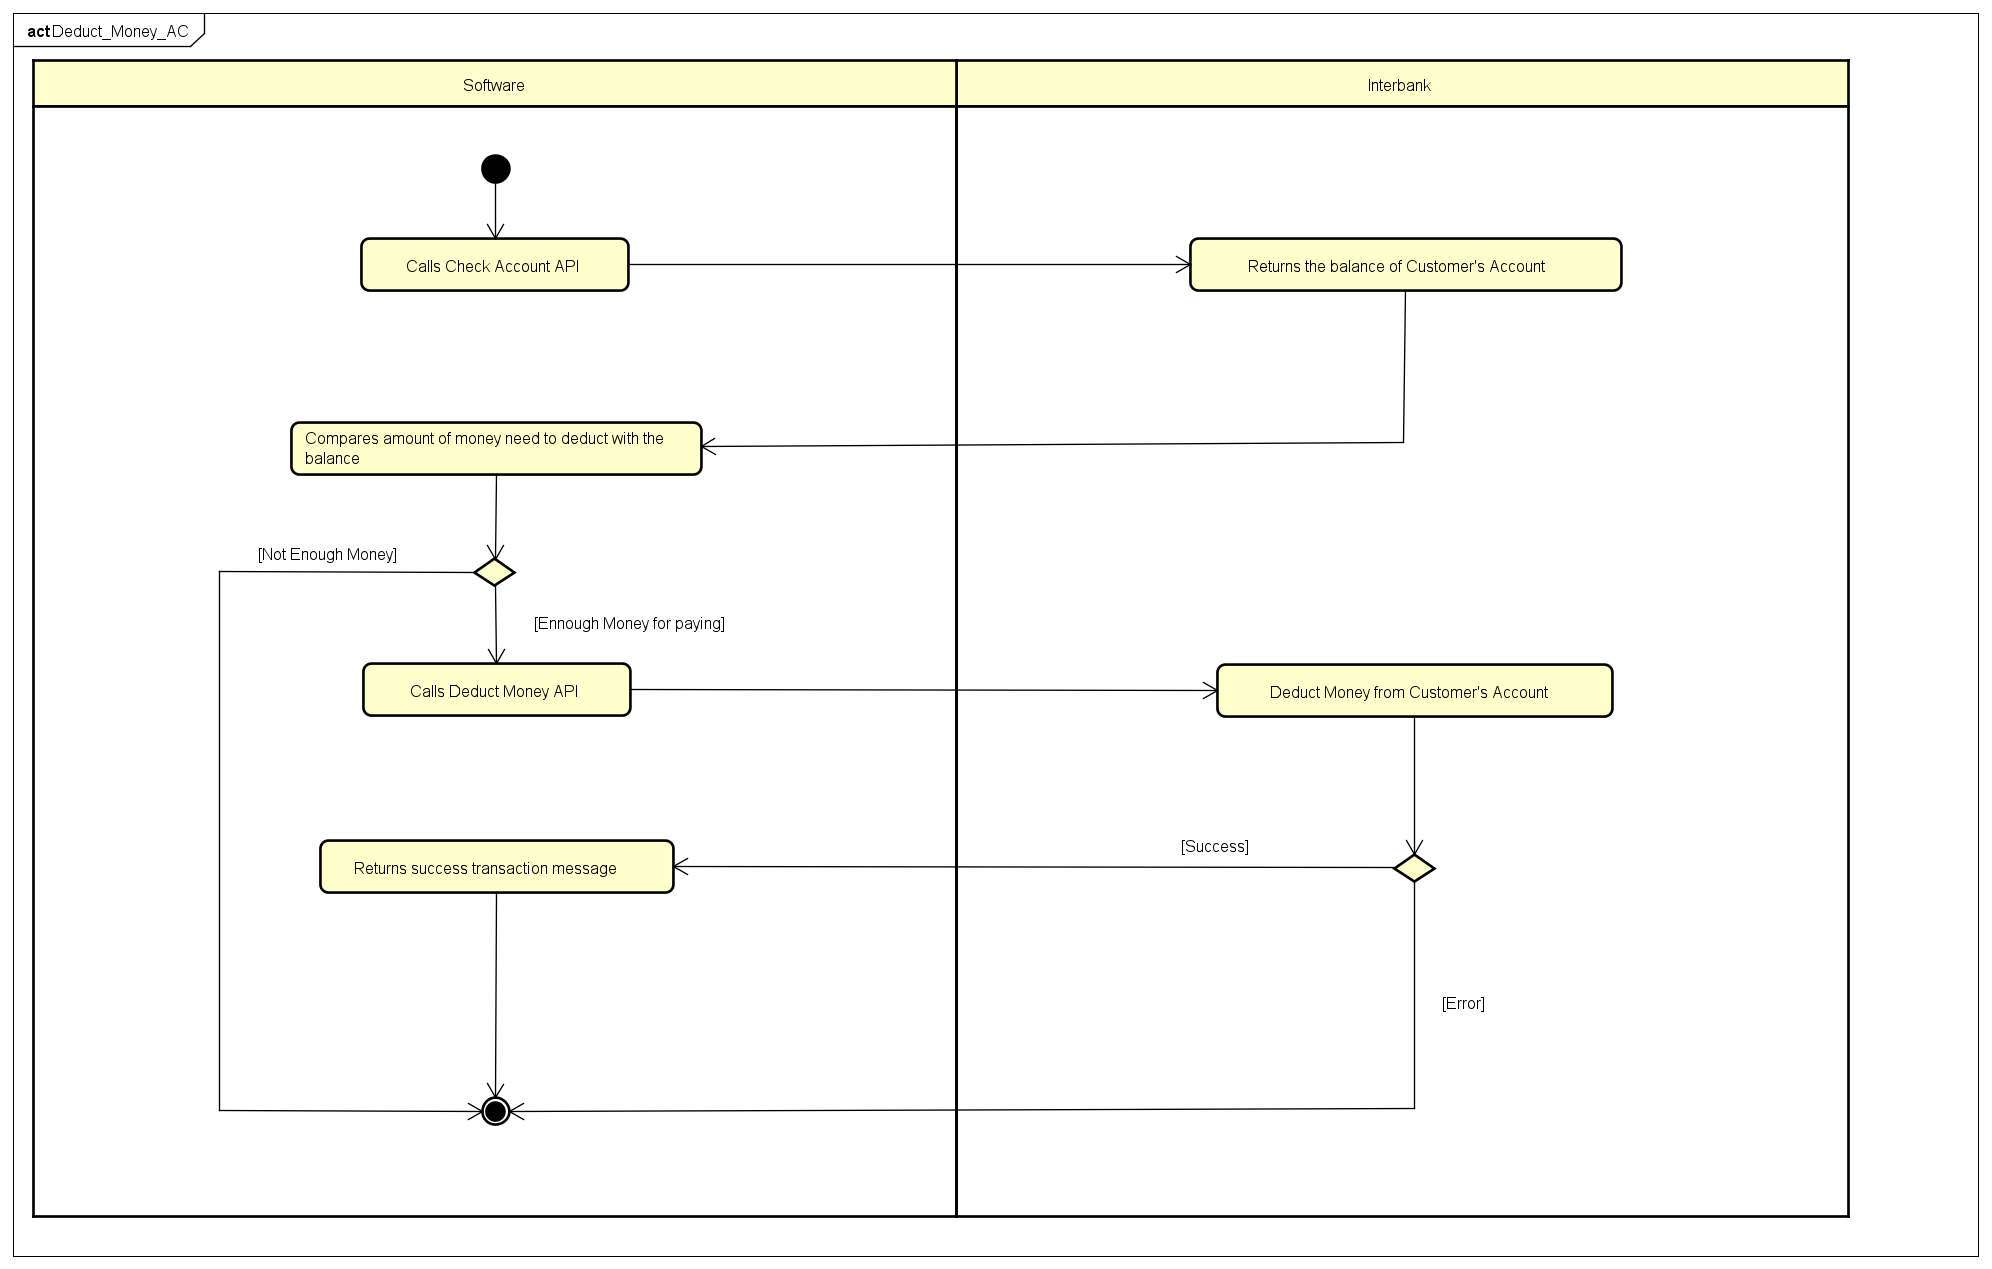 act Deduct_Money_AC
Software
Interbank
Calls Check Account API
Returns the balance of Customer's Account
Compares amount of money need to deduct with the
balance
[Not Enough Money]
[Ennough Money for paying]
Calls Deduct Money API
Deduct Money from Customer's Account
[Success]
Returns success transaction message
[Error]